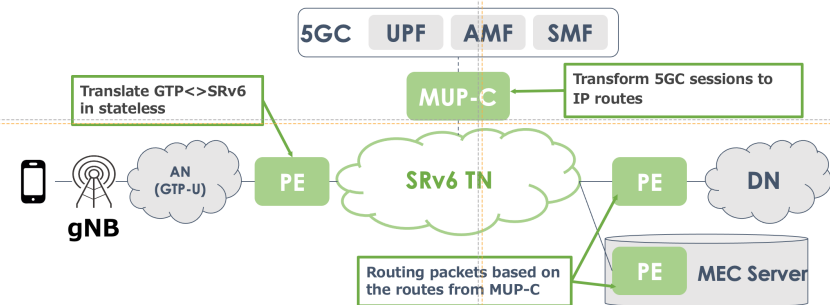 5GC UPF AMF SMF
Translate GTP<>SRv6
in stateless
MUP-C
Transform 5GC sessions to
IP routes
AN
(GTP-U)
gNB
PE
SRv6 TN
PE
DN
Routing packets based on
the routes from MUP-C
PE
MEC Server